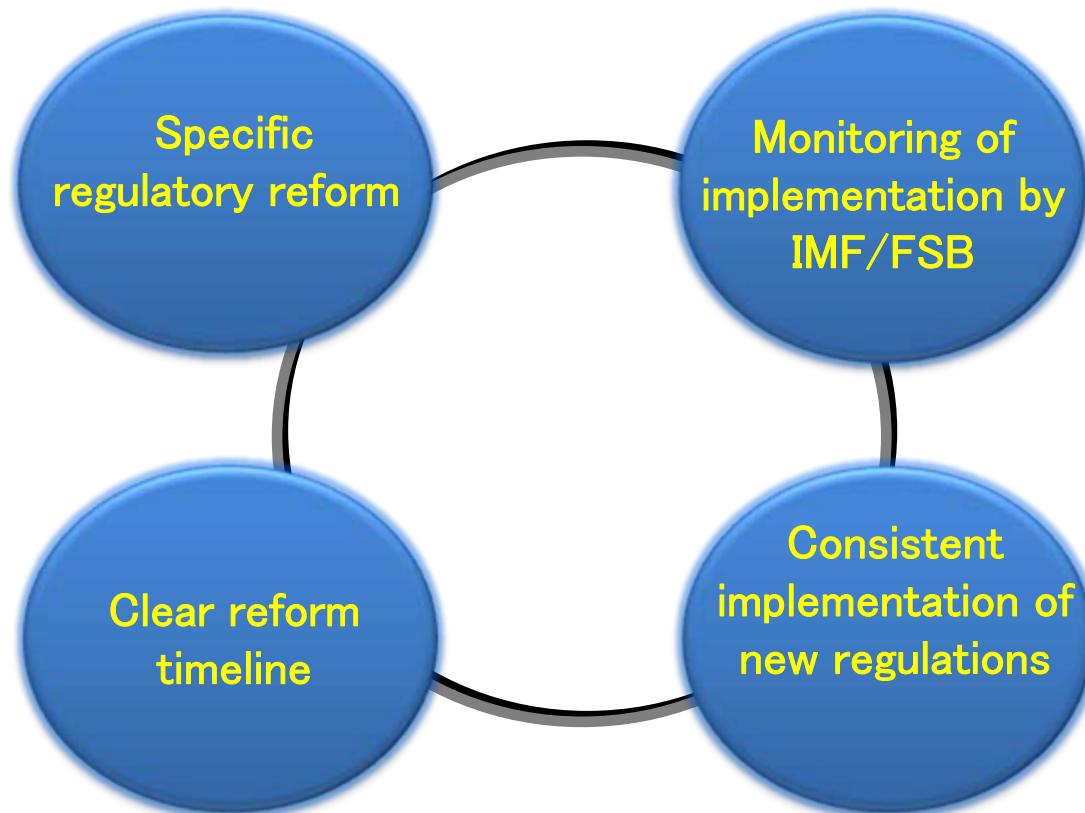 Specific
regulatory reform
Monitoring of
implementation by
IMF/FSB
Clear reform
timeline
Consistent
implementation of
new regulations